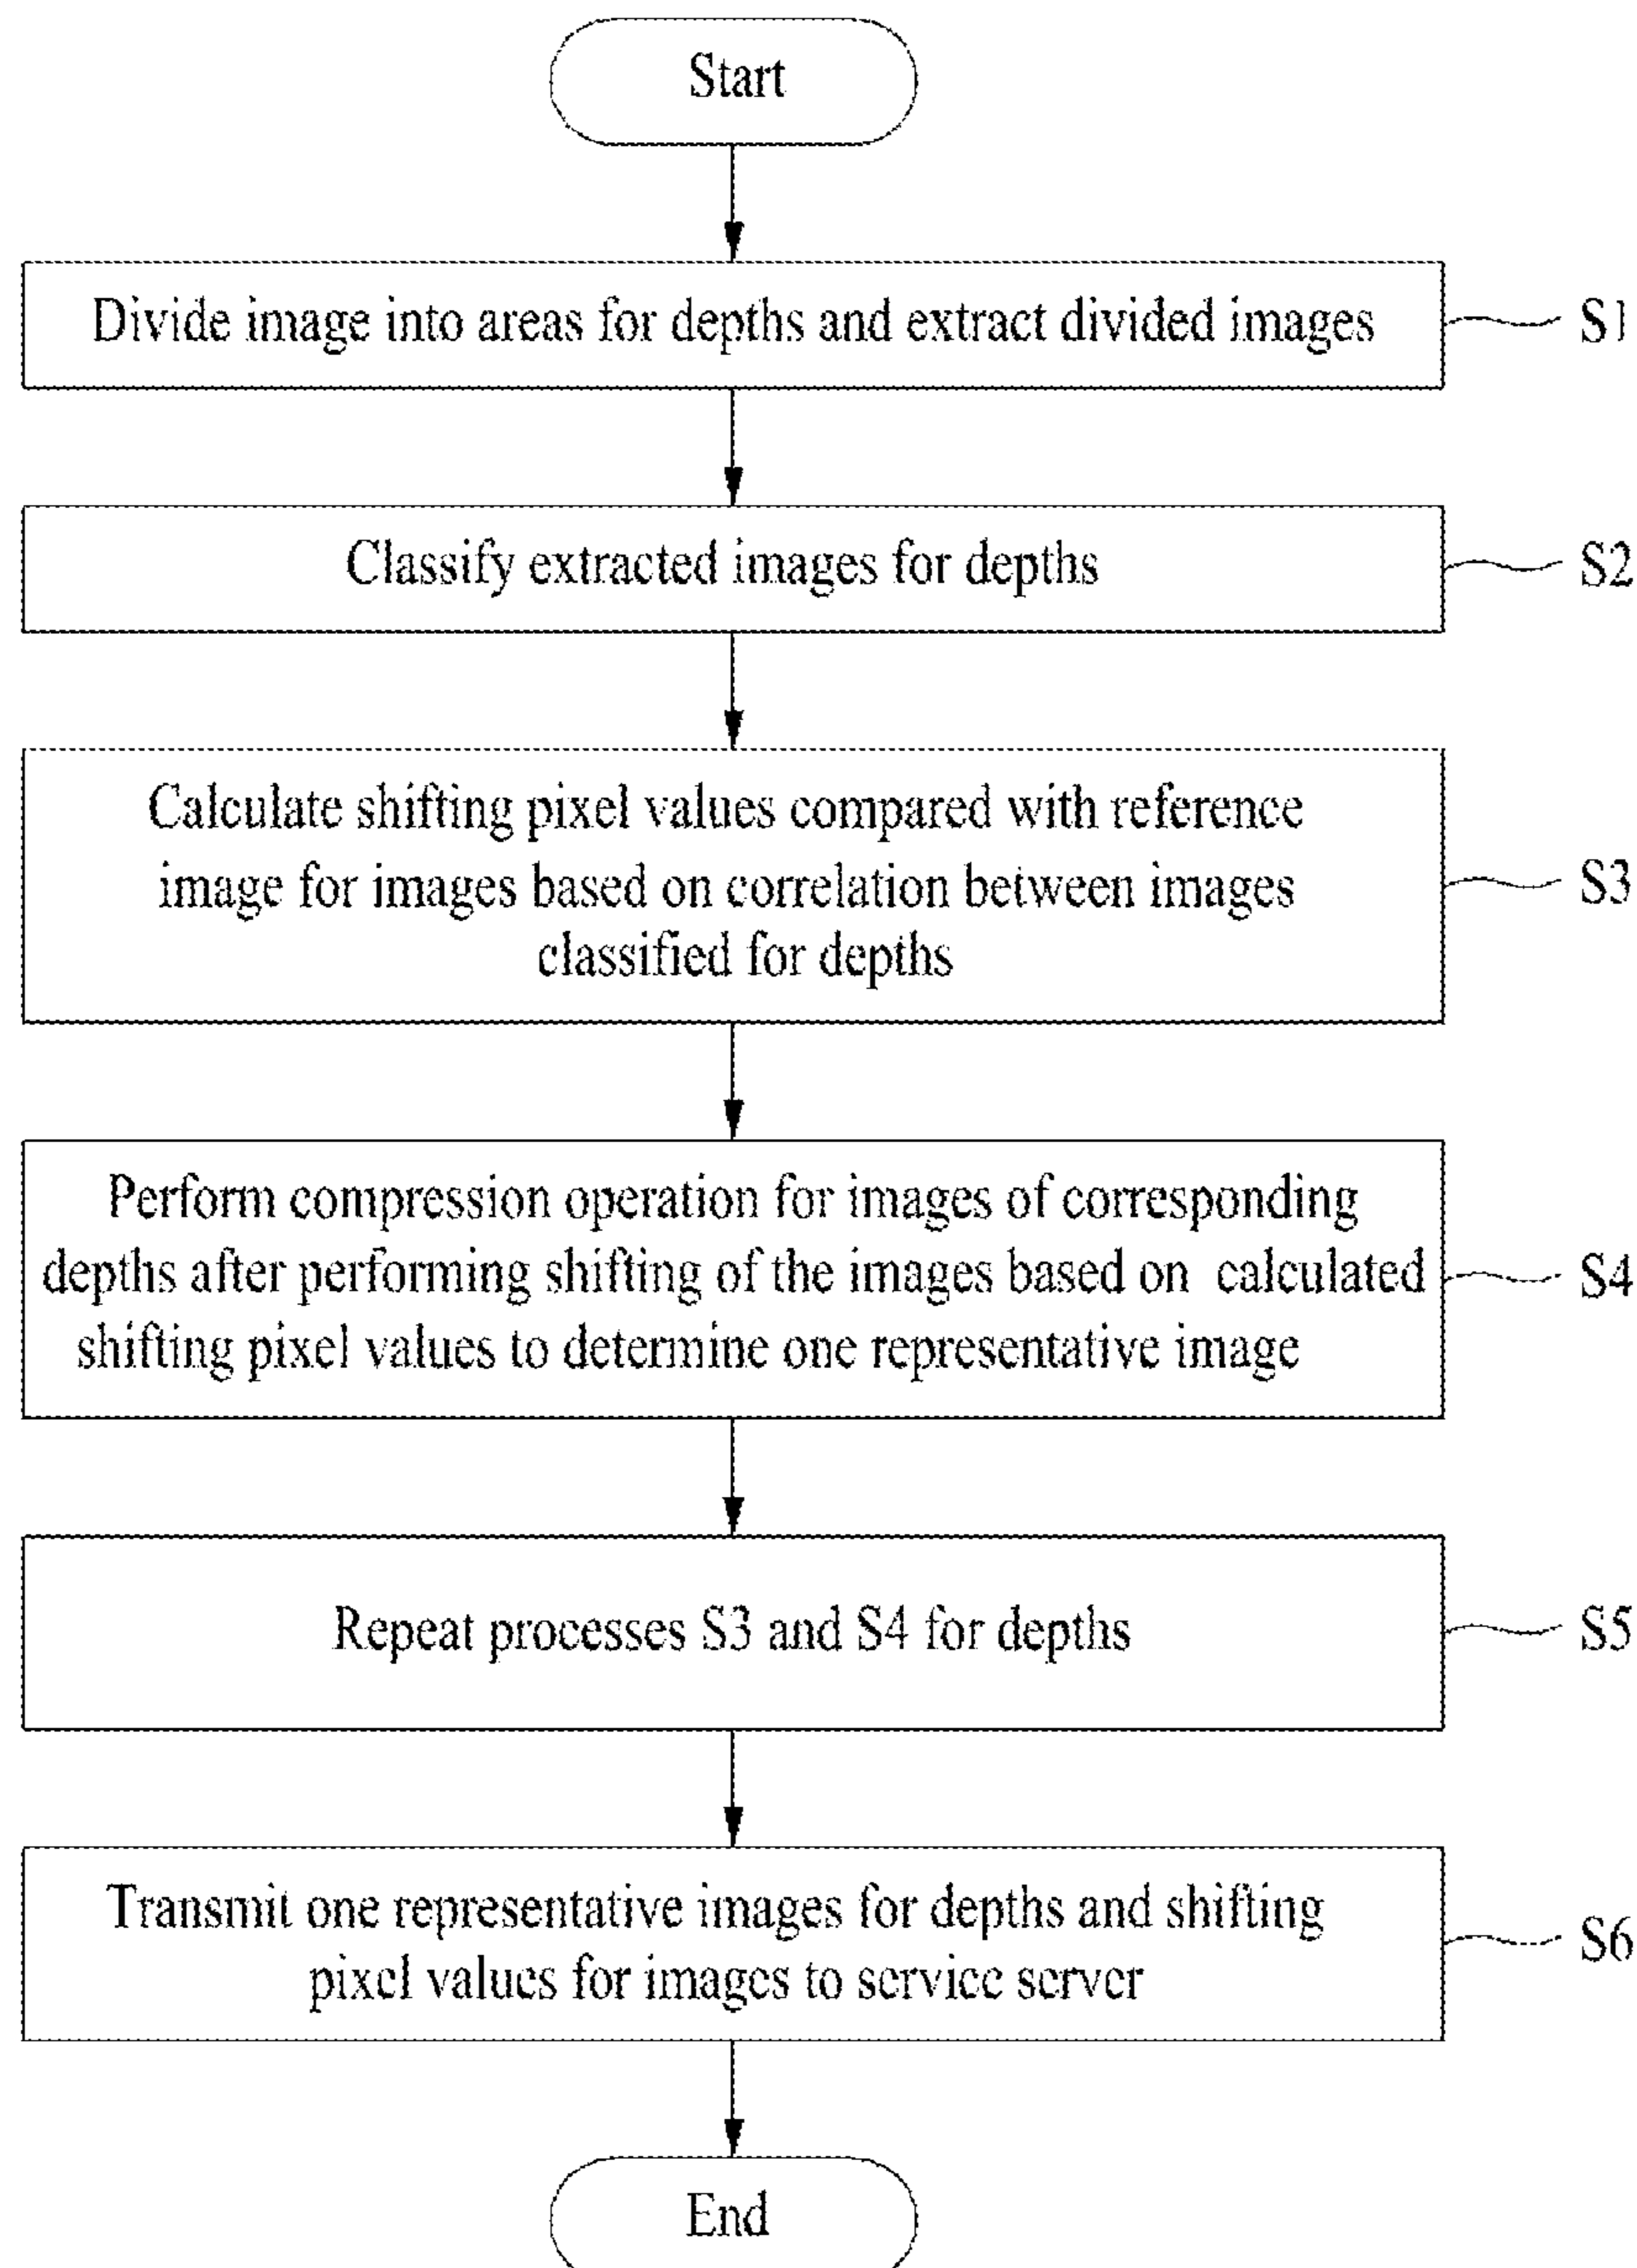 Start
Divide image into areas for depths and extract divided images
S1
Classify extracted images for depths
S2
Calculate shifting pixel values compared with reference
image for images based on correlation between images
classified for depths
S3
Perform compression operation for images of corresponding
depths after performing shifting of the images based on calculated
shifting pixel values to determine one representative image
S4
Repeat processes S3 and S4 for depths
S5
Transmit one representative images for depths and shifting
pixel values for images to service server
S6
End